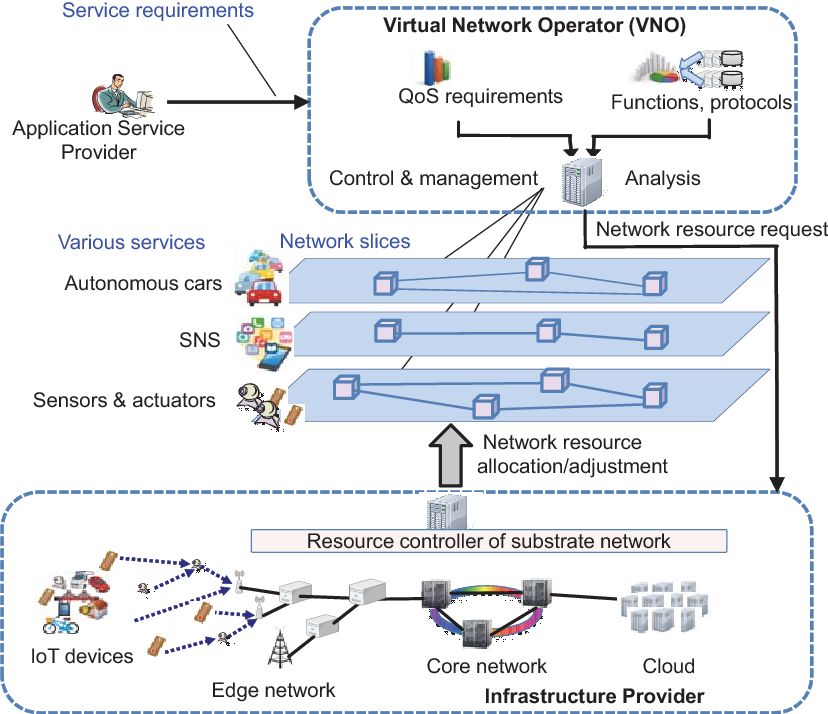 Service requirements
Virtual Network Operator (VNO)
QoS requirements
Functions, protocols
Application Service
Provider
Control & management
Analysis
Network resource request
Various services
Network slices
Autonomous cars
SNS
Sensors & actuators
Network resource
allocation/adjustment
Resource controller of substrate network
IoT devices
Edge network
Core network
Cloud
Infrastructure Provider